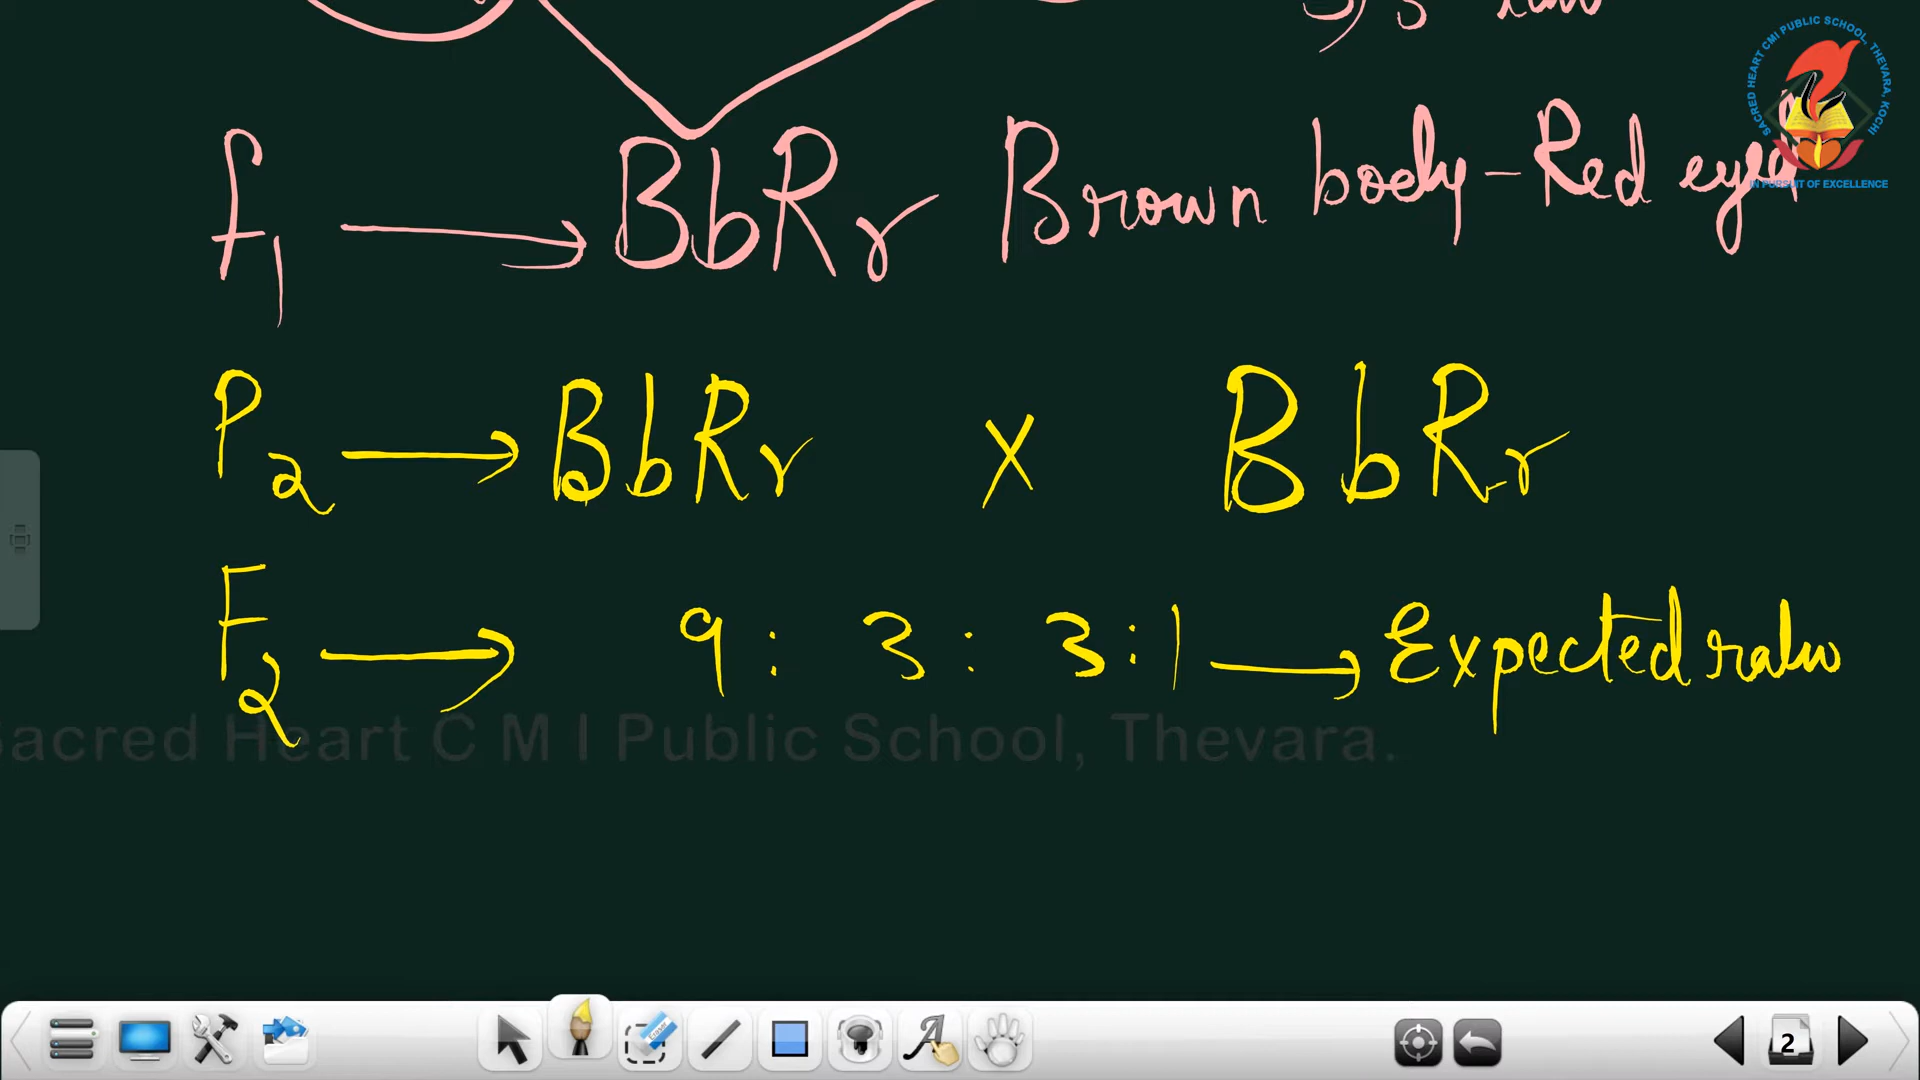 SACRED HEART CMI PUBLIC SCHOOL, THEVARA, KOCHI
IN PURSUIT OF EXCELLENCE
F1 → BbRr Brown body - Red eyed
P2 → BbRr x BbRr
F2 → 9 : 3 : 3 : 1 → Expected ratio
Sacred Heart C M I Public School, Thevara.
2